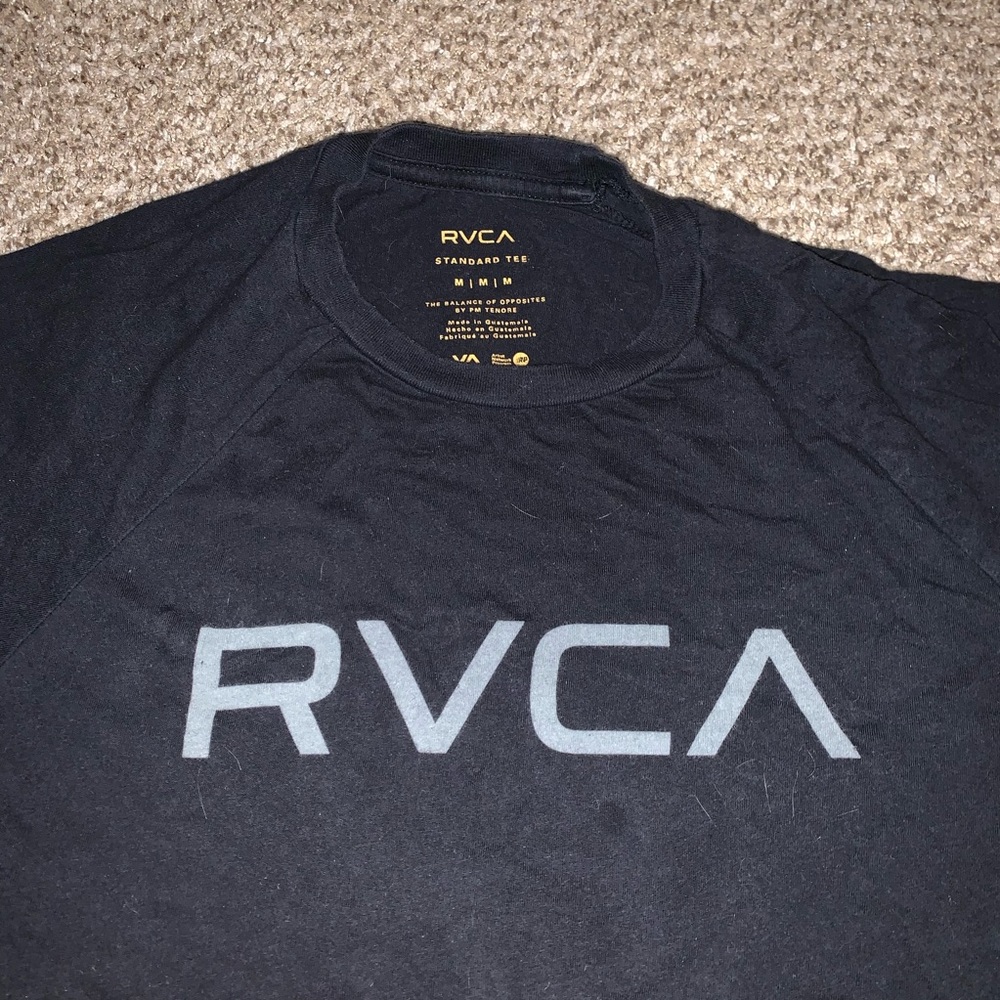 RVCA
STANDARD TEE
M | M | M
THE BALANCE OF OPPOSITES
BY PM TENORE
Made in Guatemala
Hecho en Guatemala
Fabriqué au Guatemala
VA
RVCA